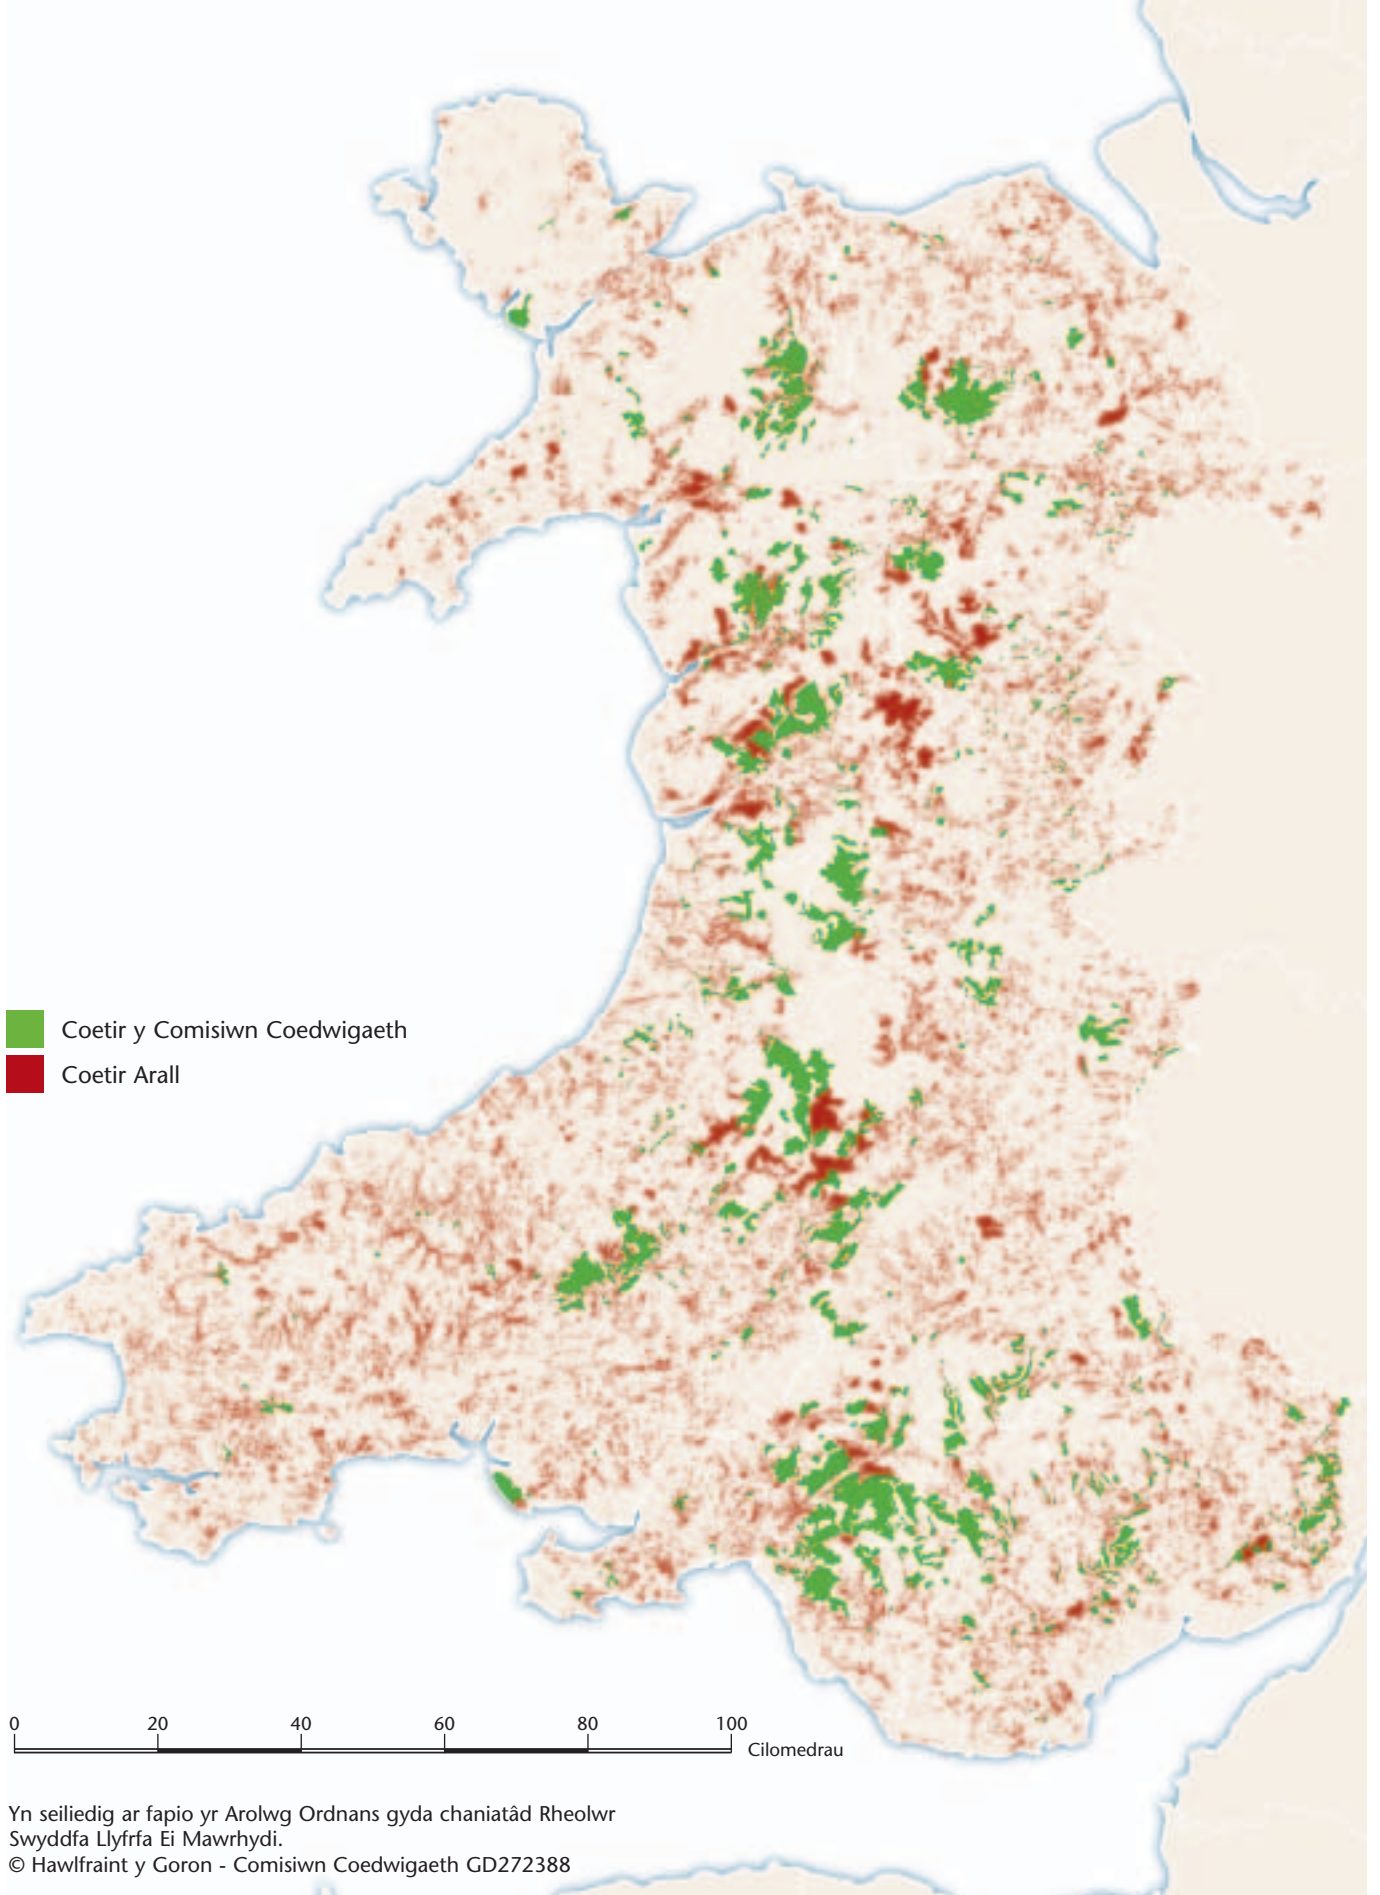 Coetir y Comisiwn Coedwigaeth
Coetir Arall
0 20 40 60 80 100
Cilomedrau
Yn seiliedig ar fapio yr Arolwg Ordnans gyda chaniatâd Rheolwr
Swyddfa Llyfrfa Ei Mawrhydi.
© Hawlfraint y Goron - Comisiwn Coedwigaeth GD272388